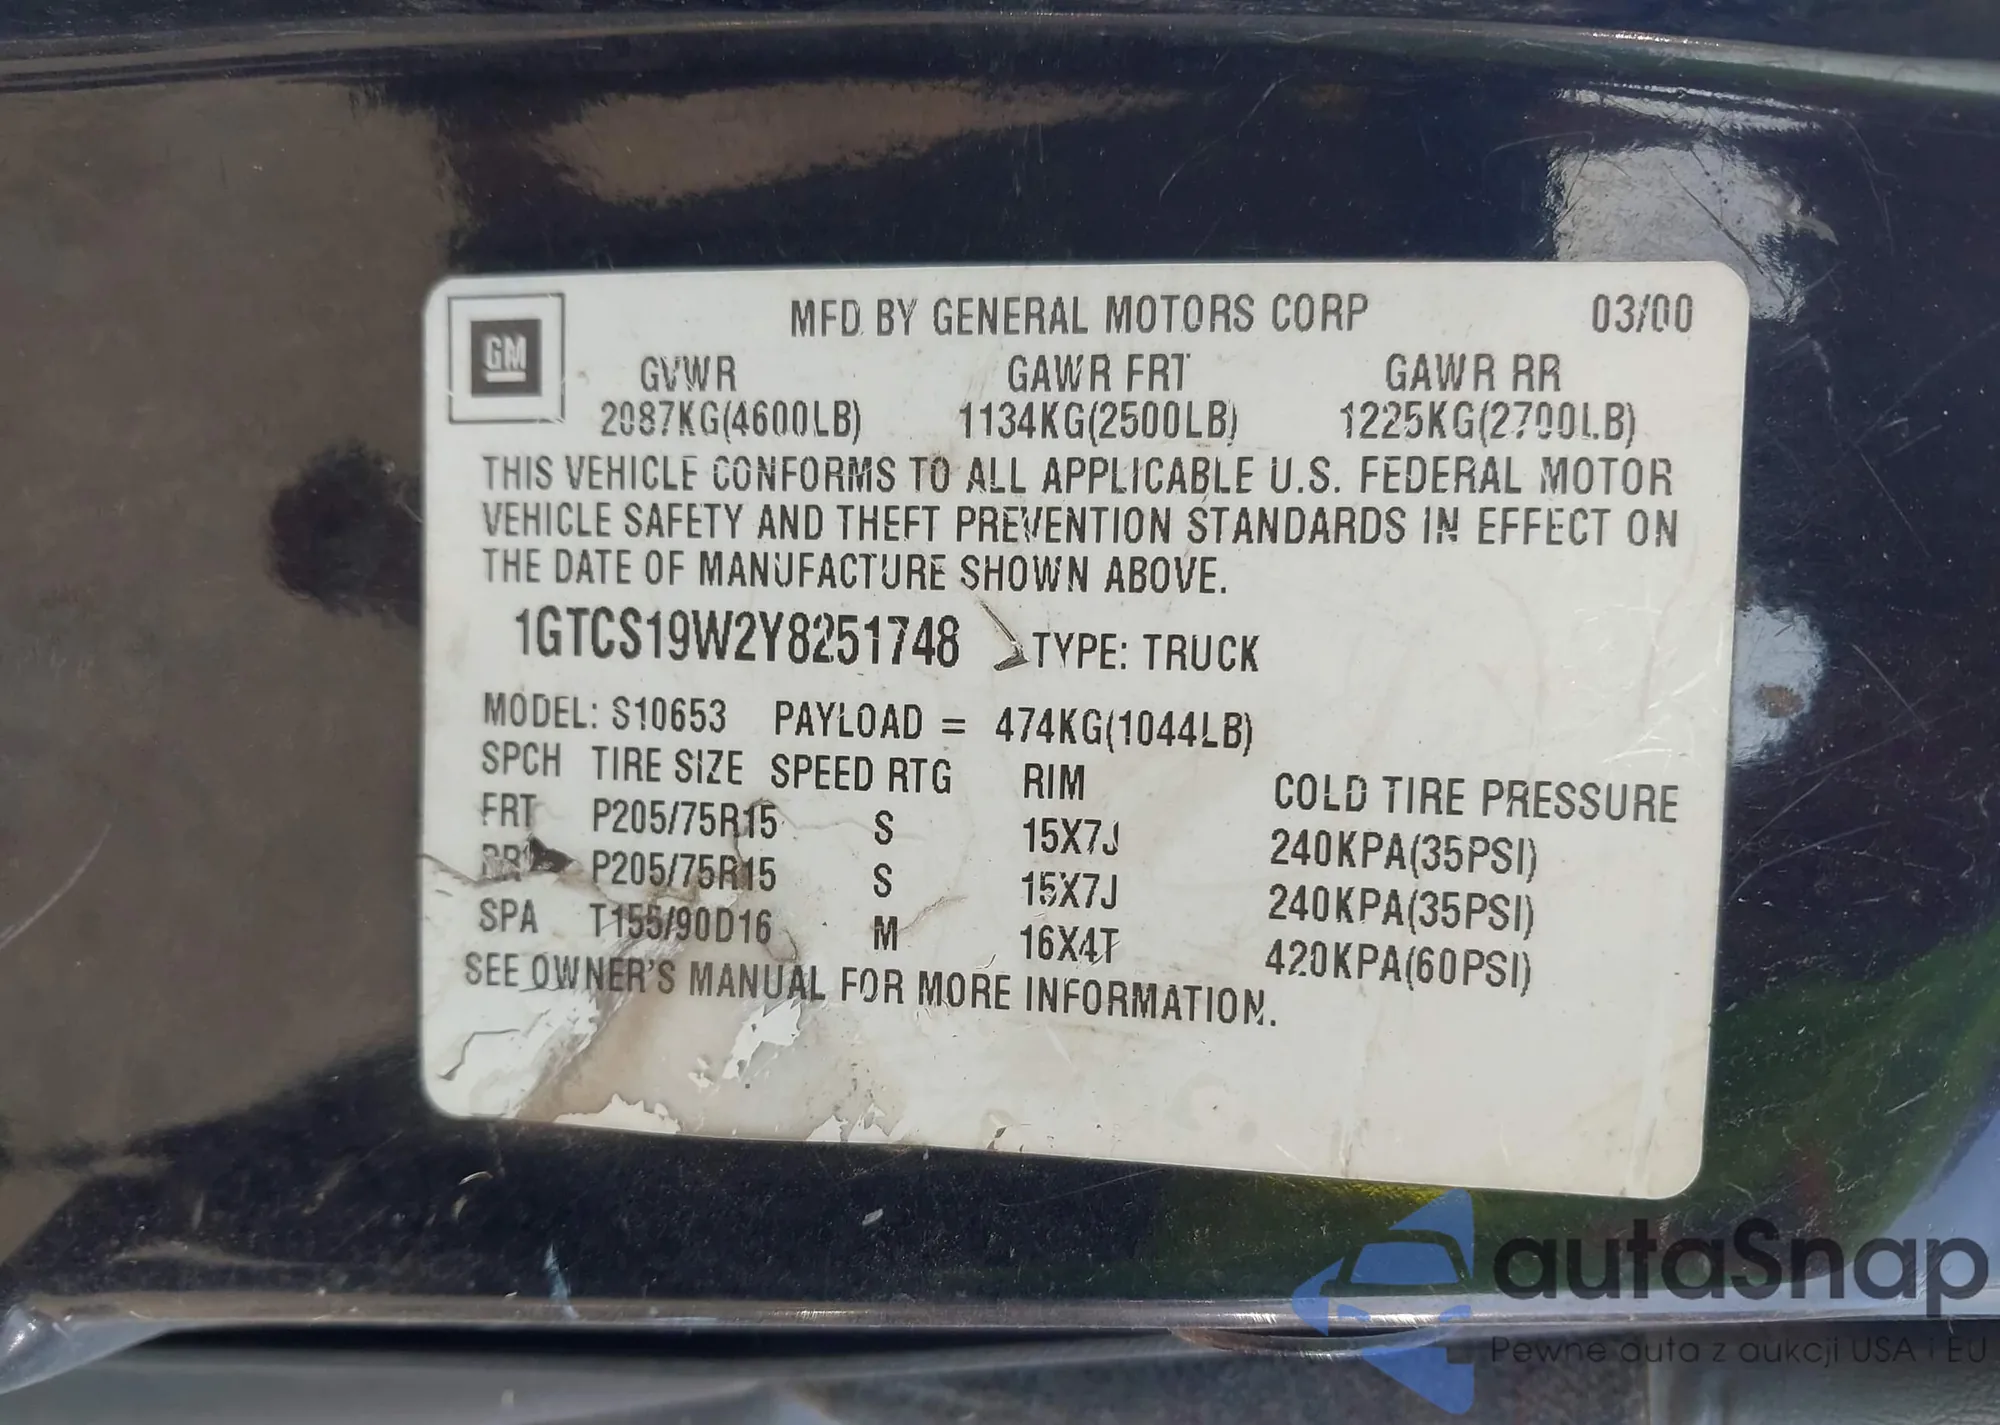 GM
MFD BY GENERAL MOTORS CORP 03/00
GVWR GAWR FRT GAWR RR
2087KG(4600LB) 1134KG(2500LB) 1225KG(2700LB)
THIS VEHICLE CONFORMS TO ALL APPLICABLE U.S. FEDERAL MOTOR
VEHICLE SAFETY AND THEFT PREVENTION STANDARDS IN EFFECT ON
THE DATE OF MANUFACTURE SHOWN ABOVE.
1GTCS19W2Y8251748 TYPE: TRUCK
MODEL: S10653 PAYLOAD = 474KG(1044LB)
SPCH TIRE SIZE SPEED RTG RIM COLD TIRE PRESSURE
FRT P205/75R15 S 15X7J 240KPA(35PSI)
RR P205/75R15 S 15X7J 240KPA(35PSI)
SPA T155/90D16 M 16X4T 420KPA(60PSI)
SEE OWNER'S MANUAL FOR MORE INFORMATION.
autaSnap
Pewne auta z aukcji USA i EU